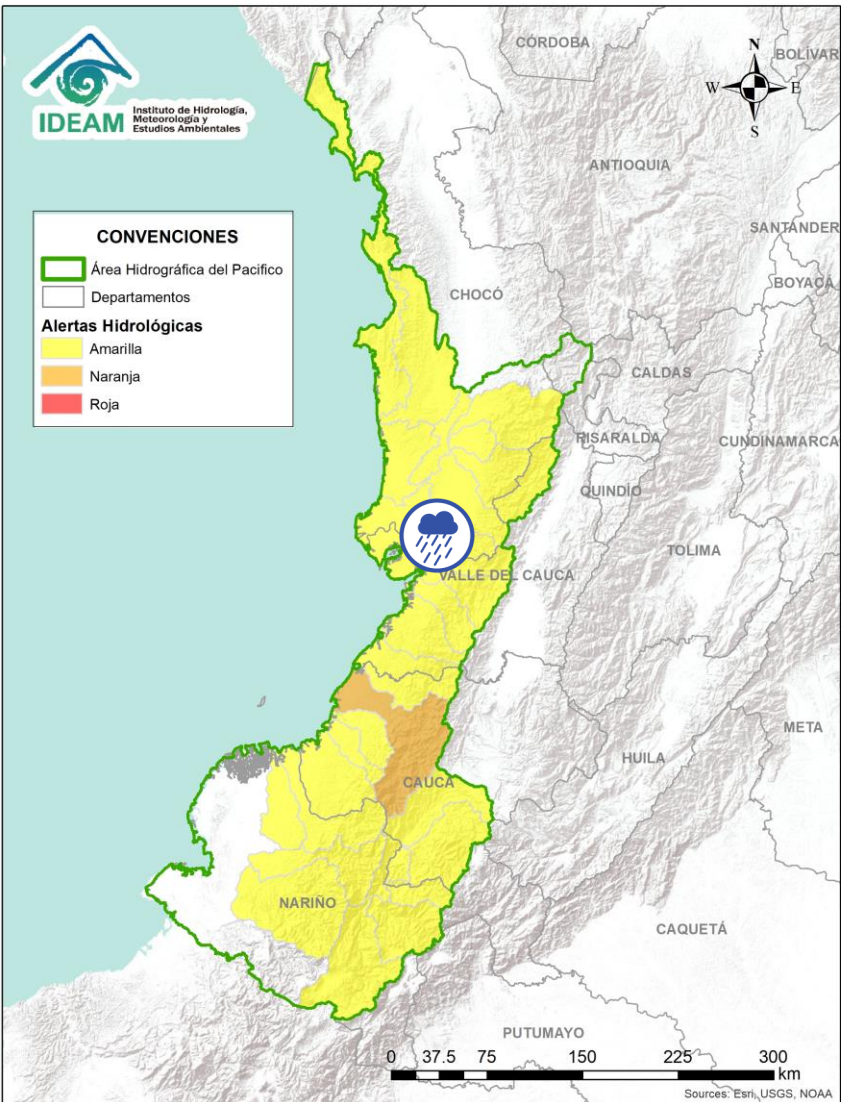 IDEAM
Instituto de Hidrología,
Meteorología y
Estudios Ambientales
N
W
E
S
CÓRDOBA
BOLÍVAR
ANTIOQUIA
SANTANDER
BOYACÁ
CHOCÓ
CONVENCIONES
Área Hidrográfica del Pacifico
Departamentos
Alertas Hidrológicas
Amarilla
Naranja
Roja
CALDAS
RISARALDA
CUNDINAMARCA
QUINDÍO
TOLIMA
VALLE DEL CAUCA
META
HUILA
CAUCA
NARIÑO
CAQUETÁ
PUTUMAYO
0 37.5 75 150 225 300
km
Sources: Esri, USGS, NOAA